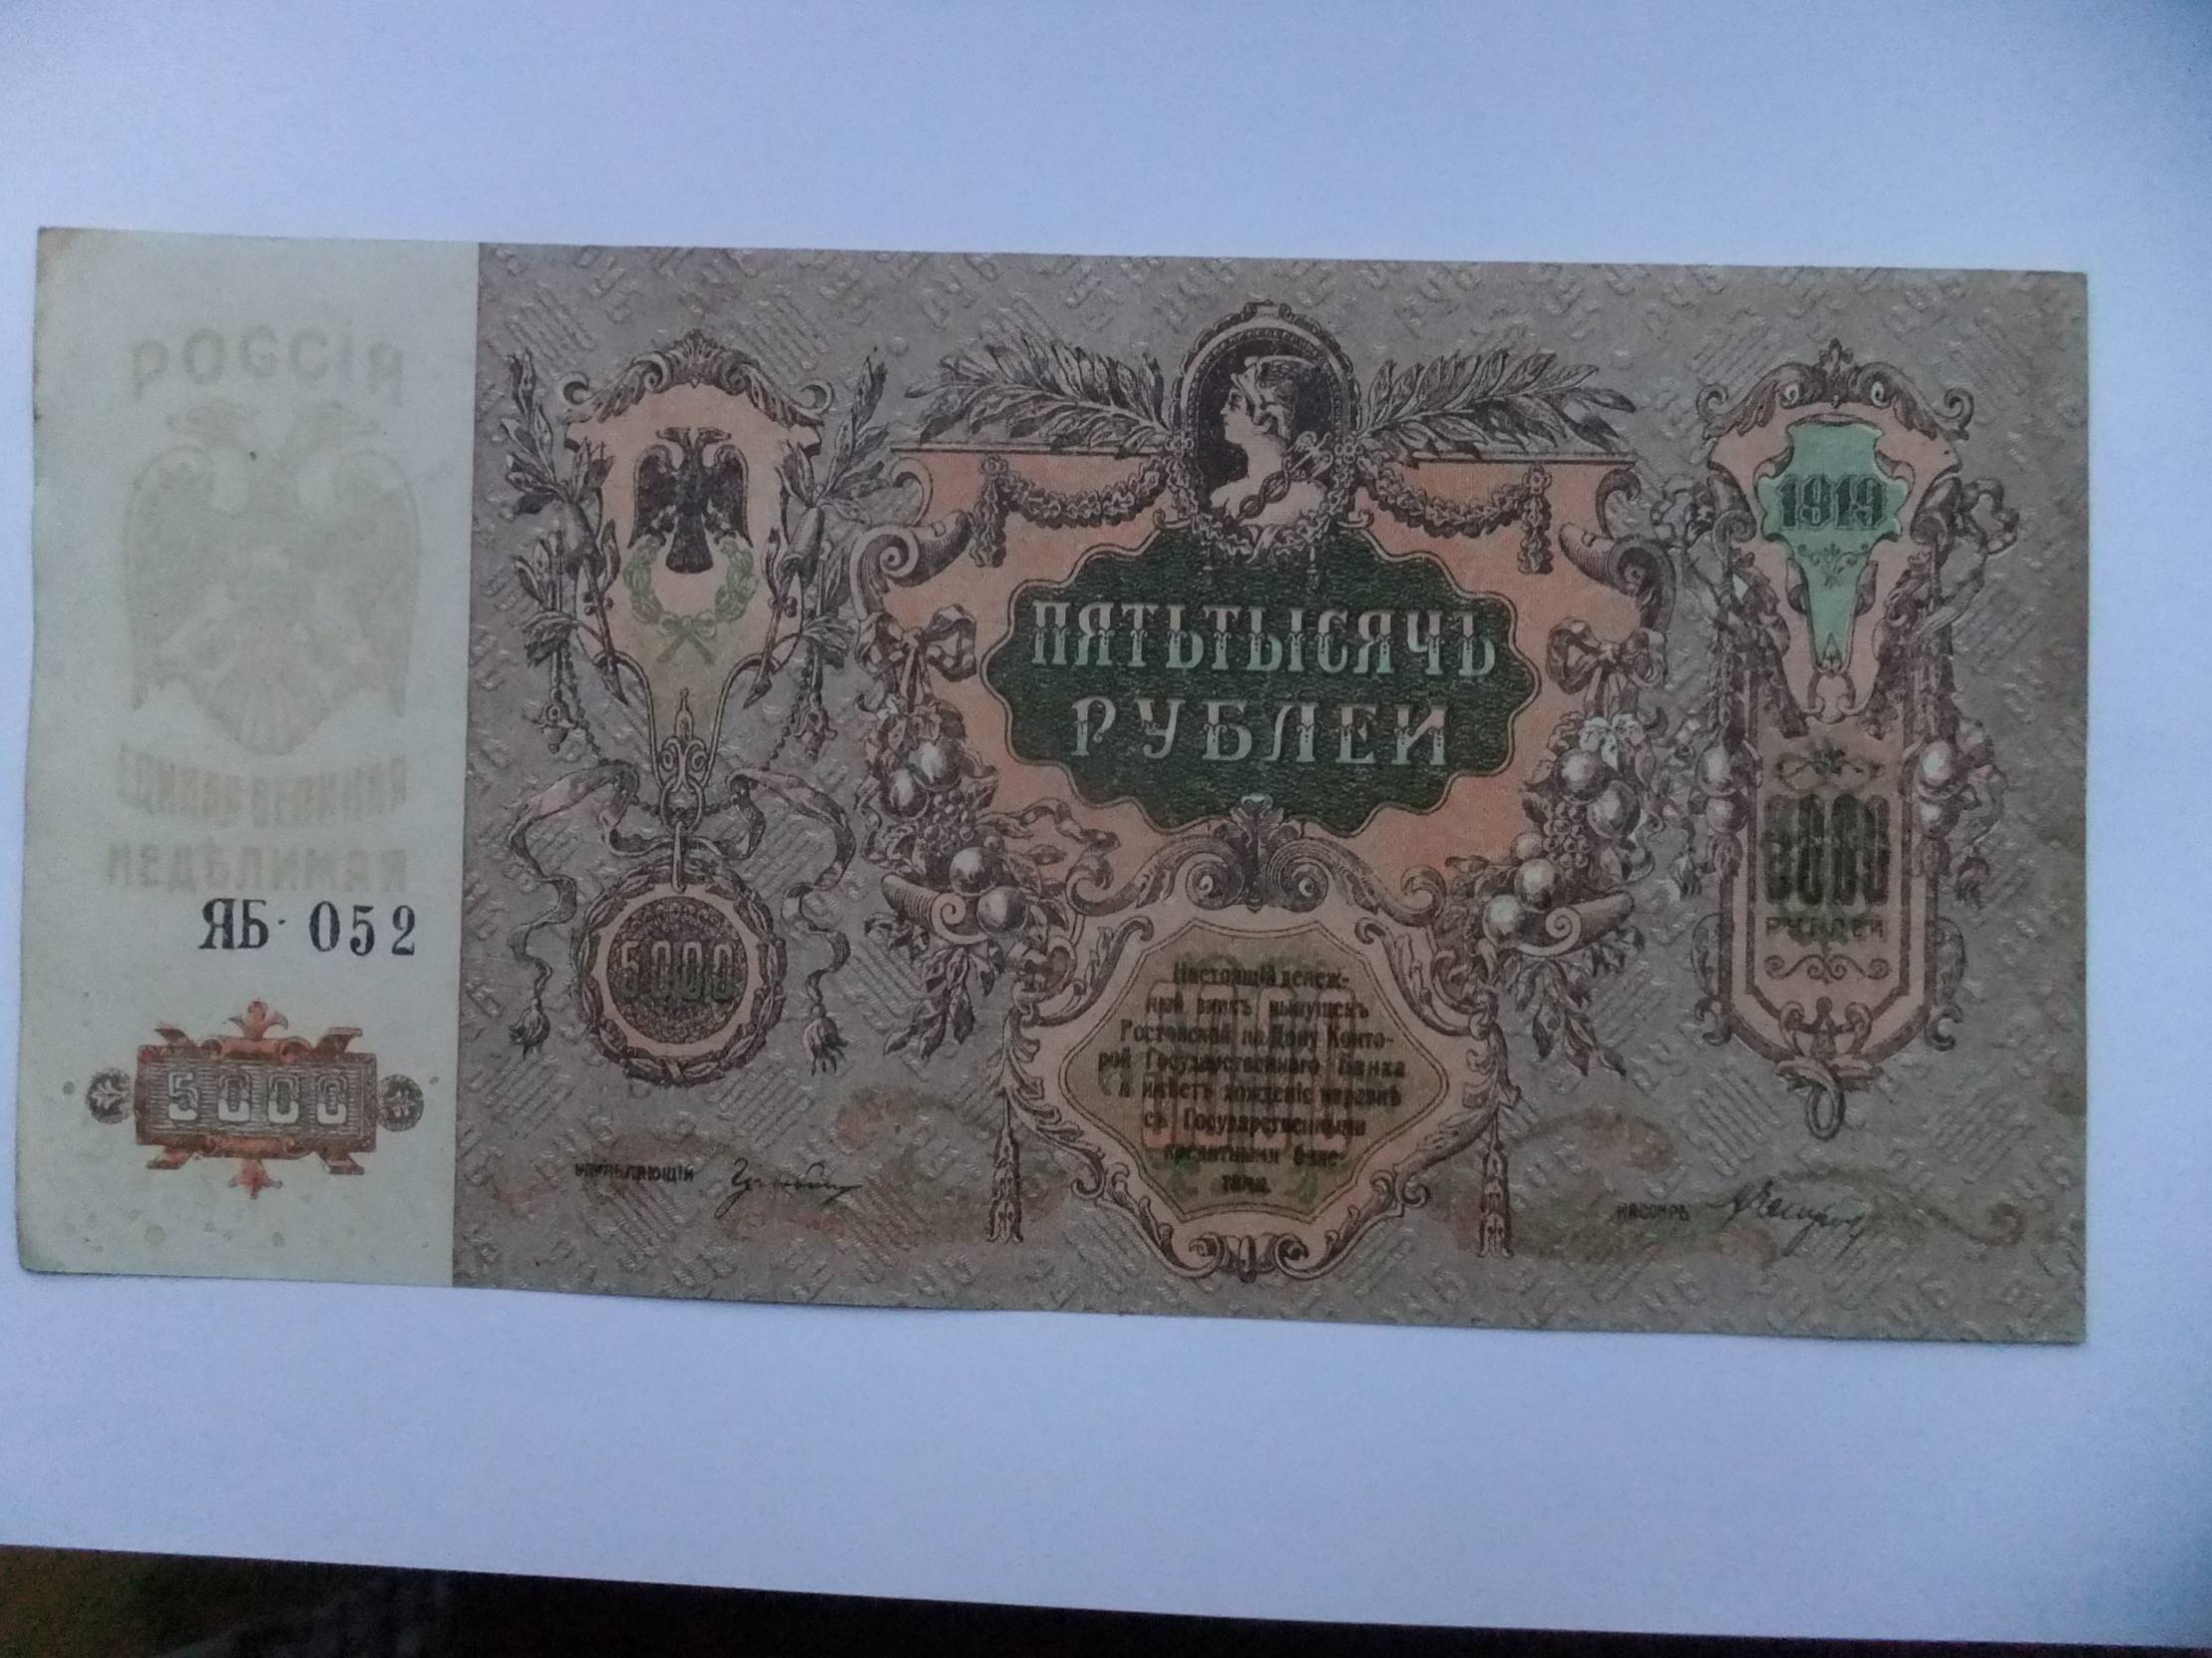 РОССІЯ
ЕДИНАЯ ВЕЛИКАЯ
НЕДѢЛИМАЯ
ЯБ- 052
5000
5000
УПРАВЛЯЮЩІЙ
ПЯТЬТЫСЯЧЪ
РУБЛЕЙ
Настоящій денеж-
ный знакъ выпущенъ
Ростовской на Дону Конто-
рой Государственнаго Банка
и имѣетъ хожденіе наравнѣ
съ Государственными
кредитными биле-
тами.
1919
5000
РУБЛЕЙ
КАССИРЪ